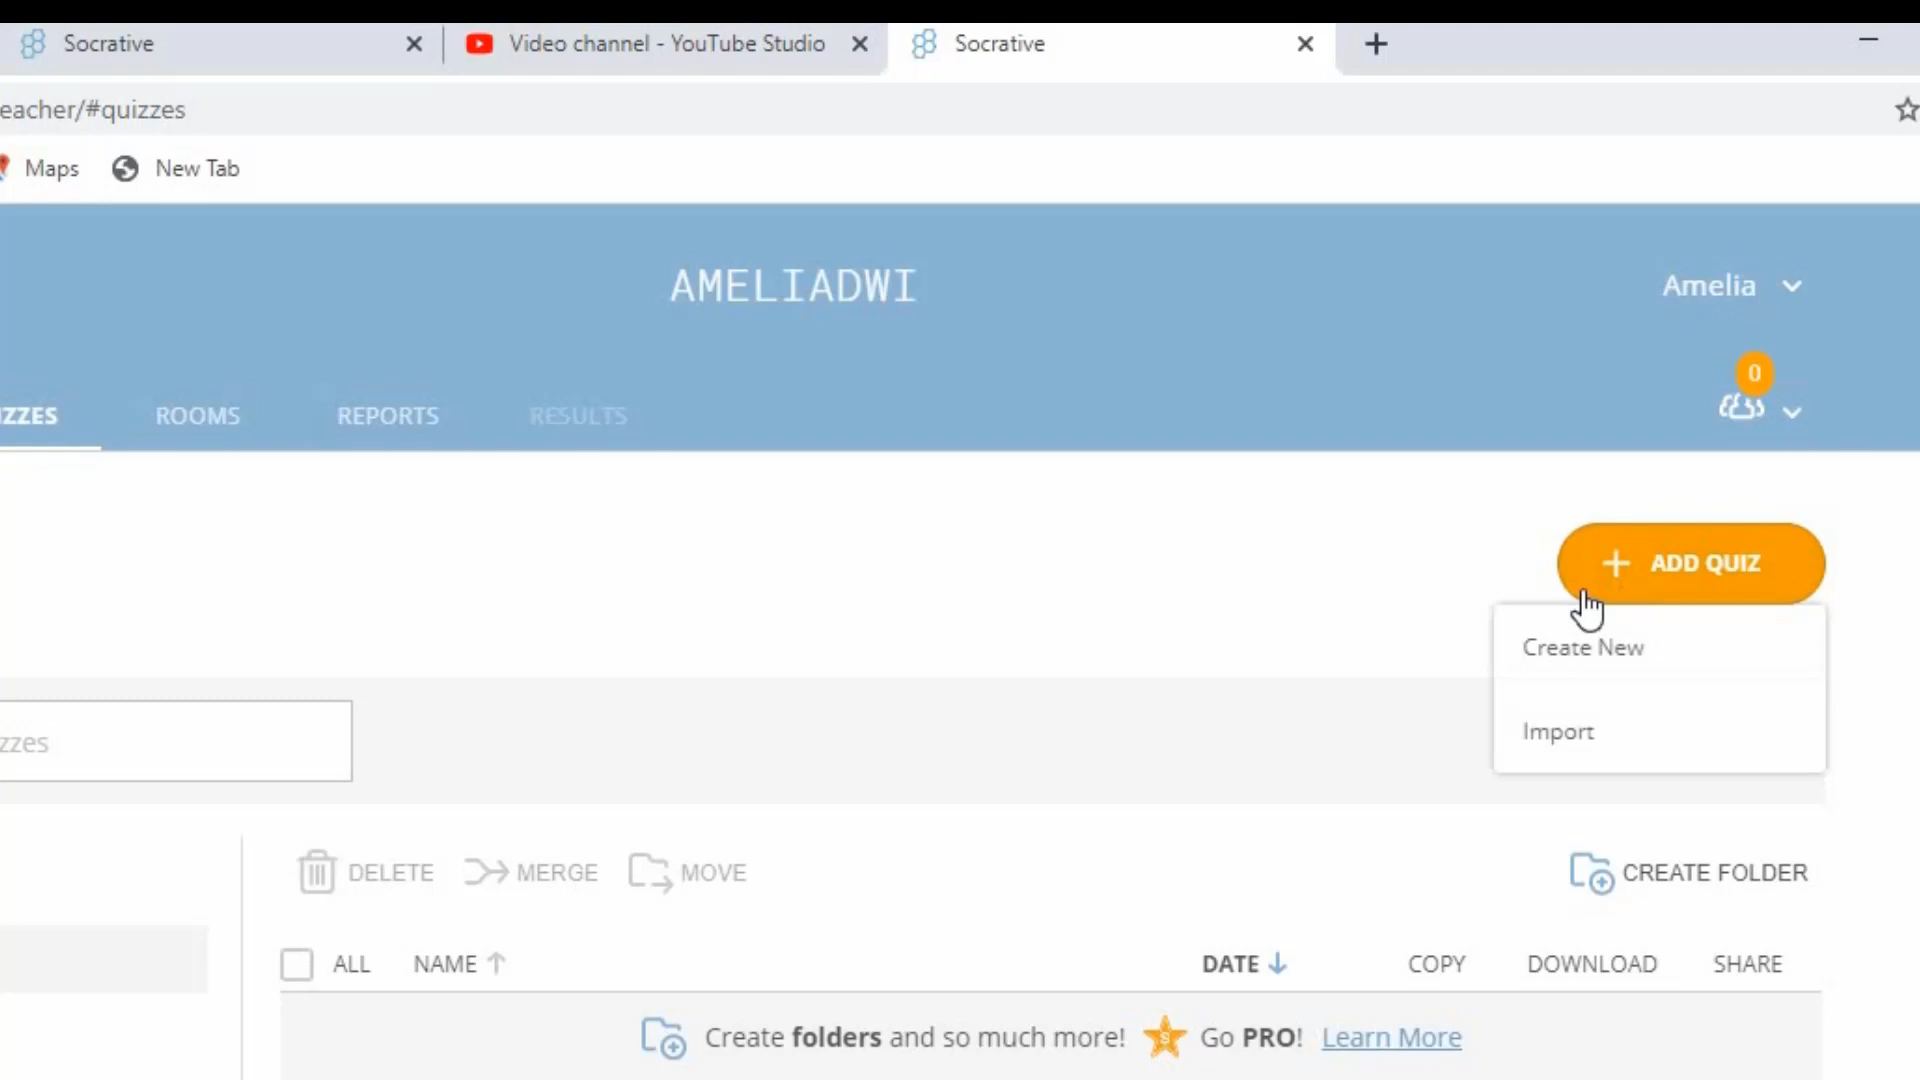 Socrative
Video channel - YouTube Studio
Socrative
eacher/#quizzes
Maps
New Tab
AMELIADWI
Amelia
0
IZZES
ROOMS
REPORTS
RESULTS
ADD QUIZ
Create New
Import
zzes
DELETE
MERGE
MOVE
CREATE FOLDER
ALL
NAME
DATE
COPY
DOWNLOAD
SHARE
Create folders and so much more! Go PRO! Learn More